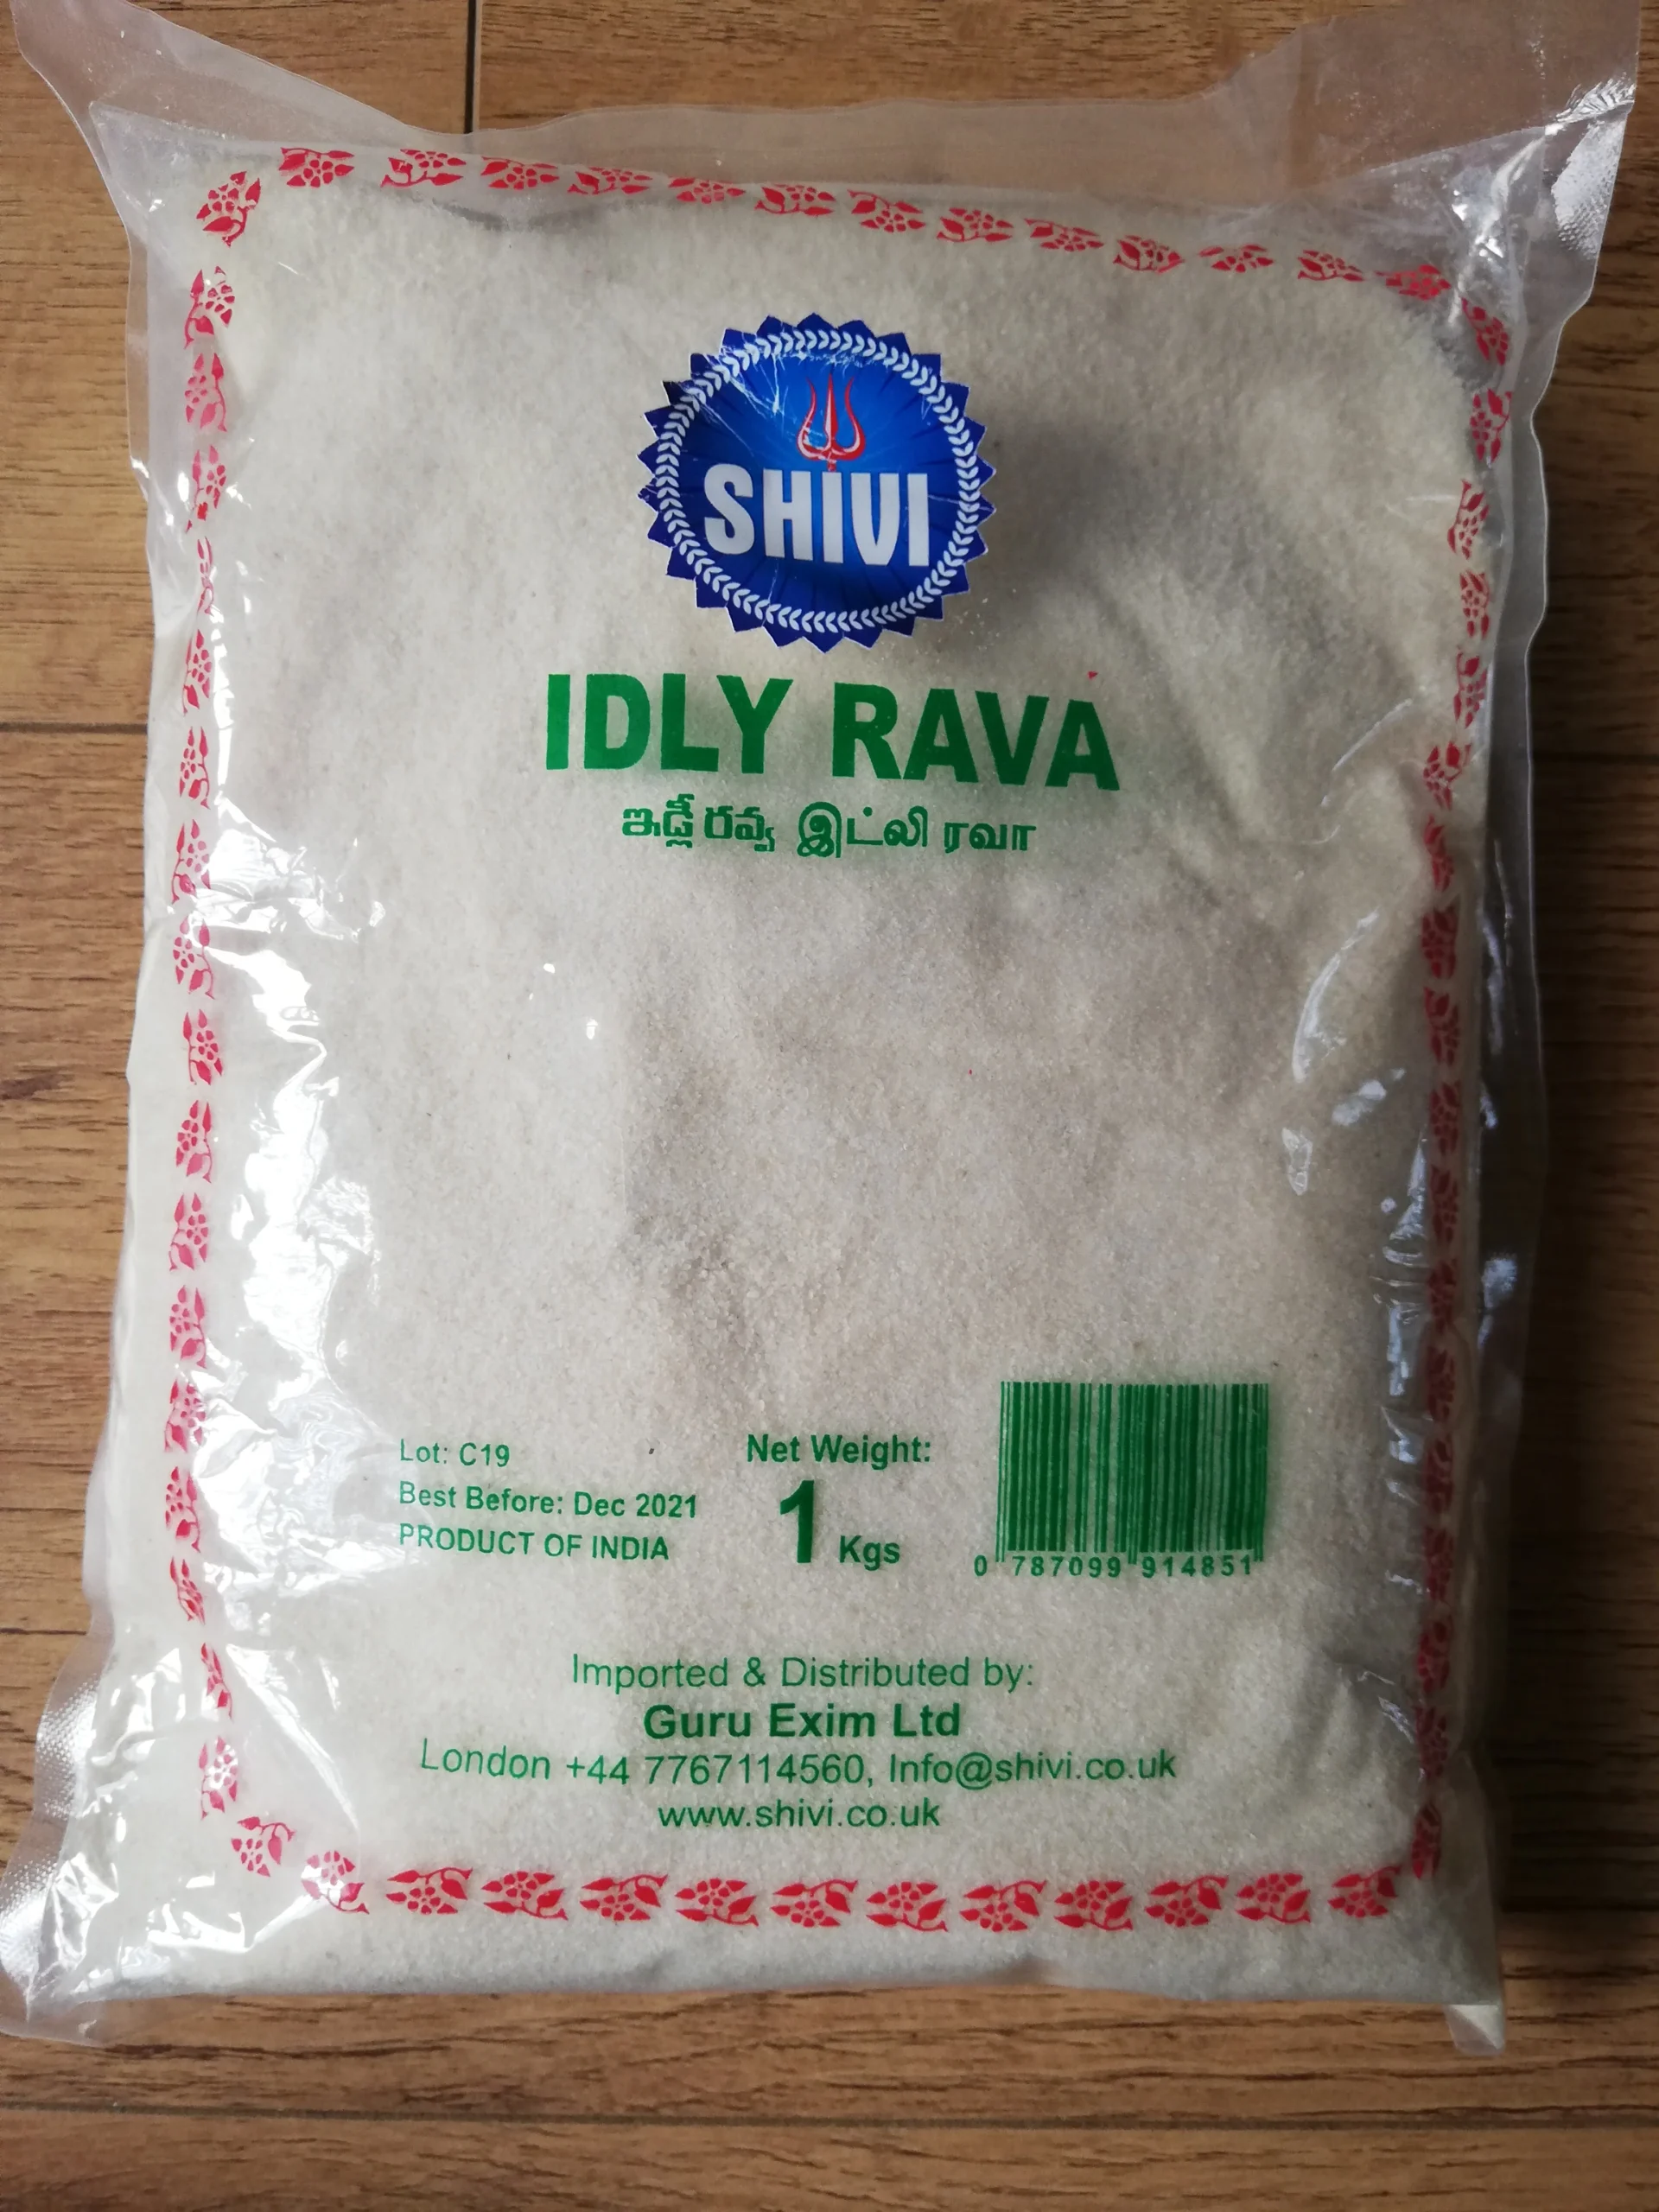 SHIVI
IDLY RAVA
ఇడ్లీ రవ్వ இட்லி ரவா
Lot: C19
Best Before: Dec 2021
PRODUCT OF INDIA
Net Weight:
1 Kgs
0 787099 914851
Imported & Distributed by:
Guru Exim Ltd
London +44 7767114560, Info@shivi.co.uk
www.shivi.co.uk